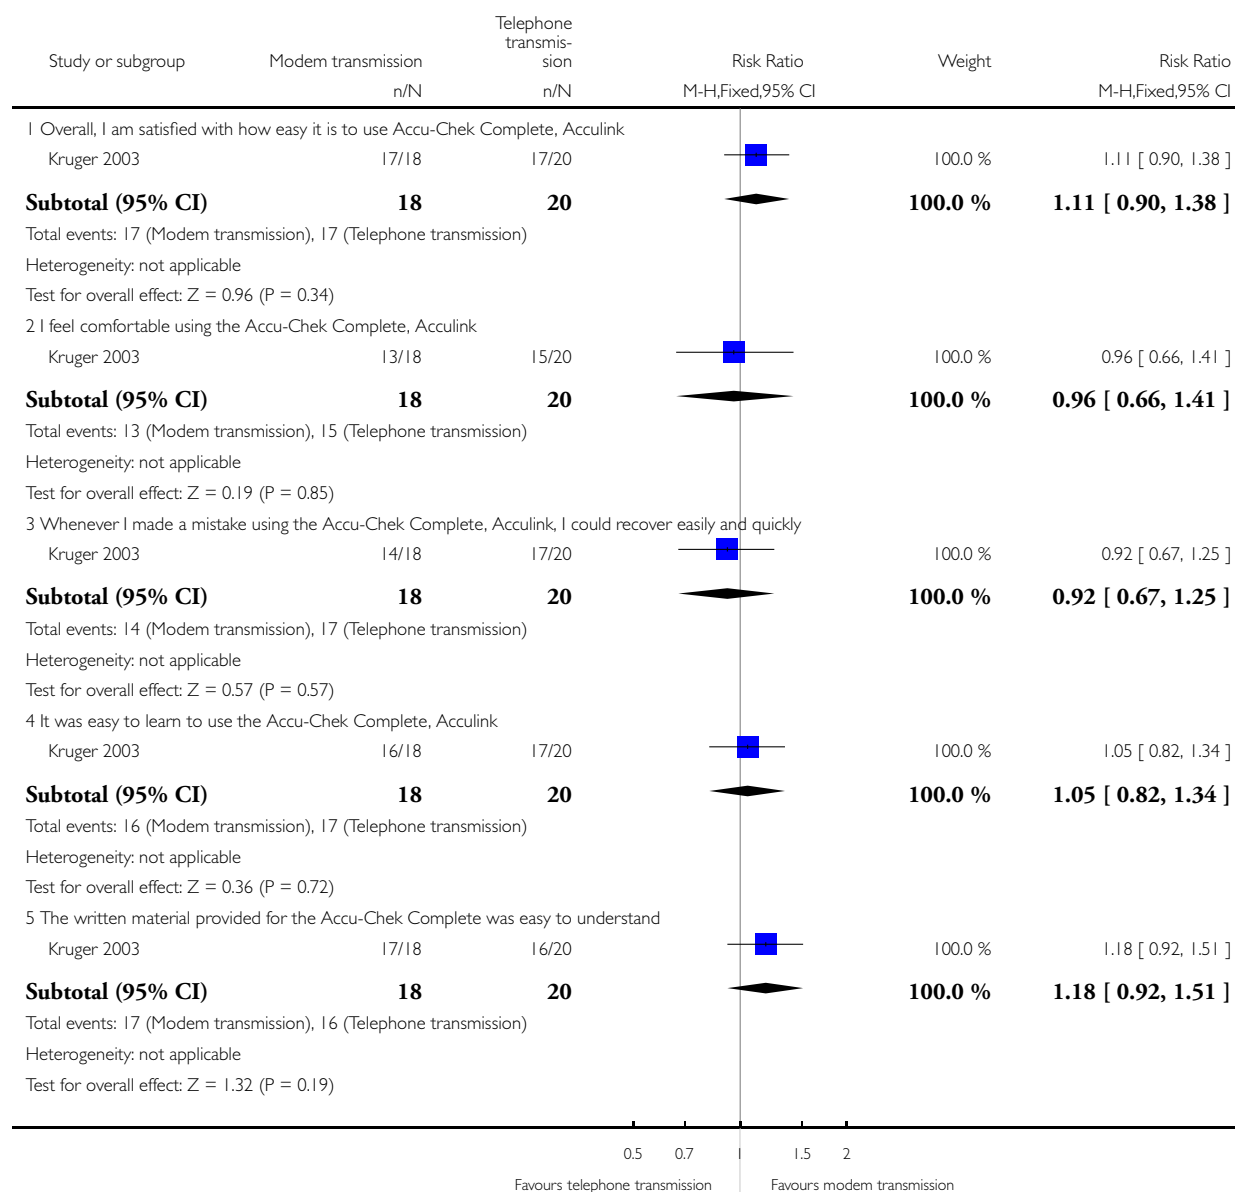 Study or subgroup Modem transmission Telephone transmis- sion Risk Ratio Weight Risk Ratio
n/N n/N M-H,Fixed,95% CI M-H,Fixed,95% CI
1 Overall, I am satisfied with how easy it is to use Accu-Chek Complete, Acculink
Kruger 2003 17/18 17/20 100.0 % 1.11 [ 0.90, 1.38 ]
Subtotal (95% CI) 18 20 100.0 % 1.11 [ 0.90, 1.38 ]
Total events: 17 (Modem transmission), 17 (Telephone transmission)
Heterogeneity: not applicable
Test for overall effect: Z = 0.96 (P = 0.34)
2 I feel comfortable using the Accu-Chek Complete, Acculink
Kruger 2003 13/18 15/20 100.0 % 0.96 [ 0.66, 1.41 ]
Subtotal (95% CI) 18 20 100.0 % 0.96 [ 0.66, 1.41 ]
Total events: 13 (Modem transmission), 15 (Telephone transmission)
Heterogeneity: not applicable
Test for overall effect: Z = 0.19 (P = 0.85)
3 Whenever I made a mistake using the Accu-Chek Complete, Acculink, I could recover easily and quickly
Kruger 2003 14/18 17/20 100.0 % 0.92 [ 0.67, 1.25 ]
Subtotal (95% CI) 18 20 100.0 % 0.92 [ 0.67, 1.25 ]
Total events: 14 (Modem transmission), 17 (Telephone transmission)
Heterogeneity: not applicable
Test for overall effect: Z = 0.57 (P = 0.57)
4 It was easy to learn to use the Accu-Chek Complete, Acculink
Kruger 2003 16/18 17/20 100.0 % 1.05 [ 0.82, 1.34 ]
Subtotal (95% CI) 18 20 100.0 % 1.05 [ 0.82, 1.34 ]
Total events: 16 (Modem transmission), 17 (Telephone transmission)
Heterogeneity: not applicable
Test for overall effect: Z = 0.36 (P = 0.72)
5 The written material provided for the Accu-Chek Complete was easy to understand
Kruger 2003 17/18 16/20 100.0 % 1.18 [ 0.92, 1.51 ]
Subtotal (95% CI) 18 20 100.0 % 1.18 [ 0.92, 1.51 ]
Total events: 17 (Modem transmission), 16 (Telephone transmission)
Heterogeneity: not applicable
Test for overall effect: Z = 1.32 (P = 0.19)
0.5 0.7 1 1.5 2
Favours telephone transmission Favours modem transmission